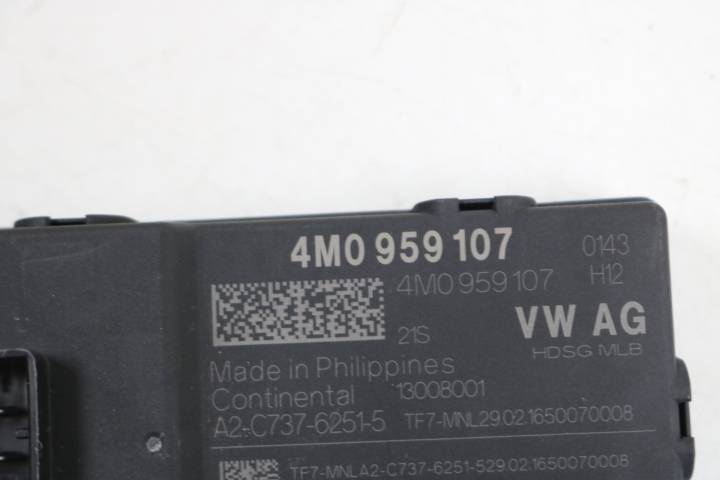 4M0 959 107
0143
4M0 959 107
H12
21S
VW AG
HDSG MLB
Made in Philippines
Continental 13008001
A2-C737-6251-5 TF7-MNL29.02.1650070008
TF7-MNLA2-C737-6251-529.02.1650070008